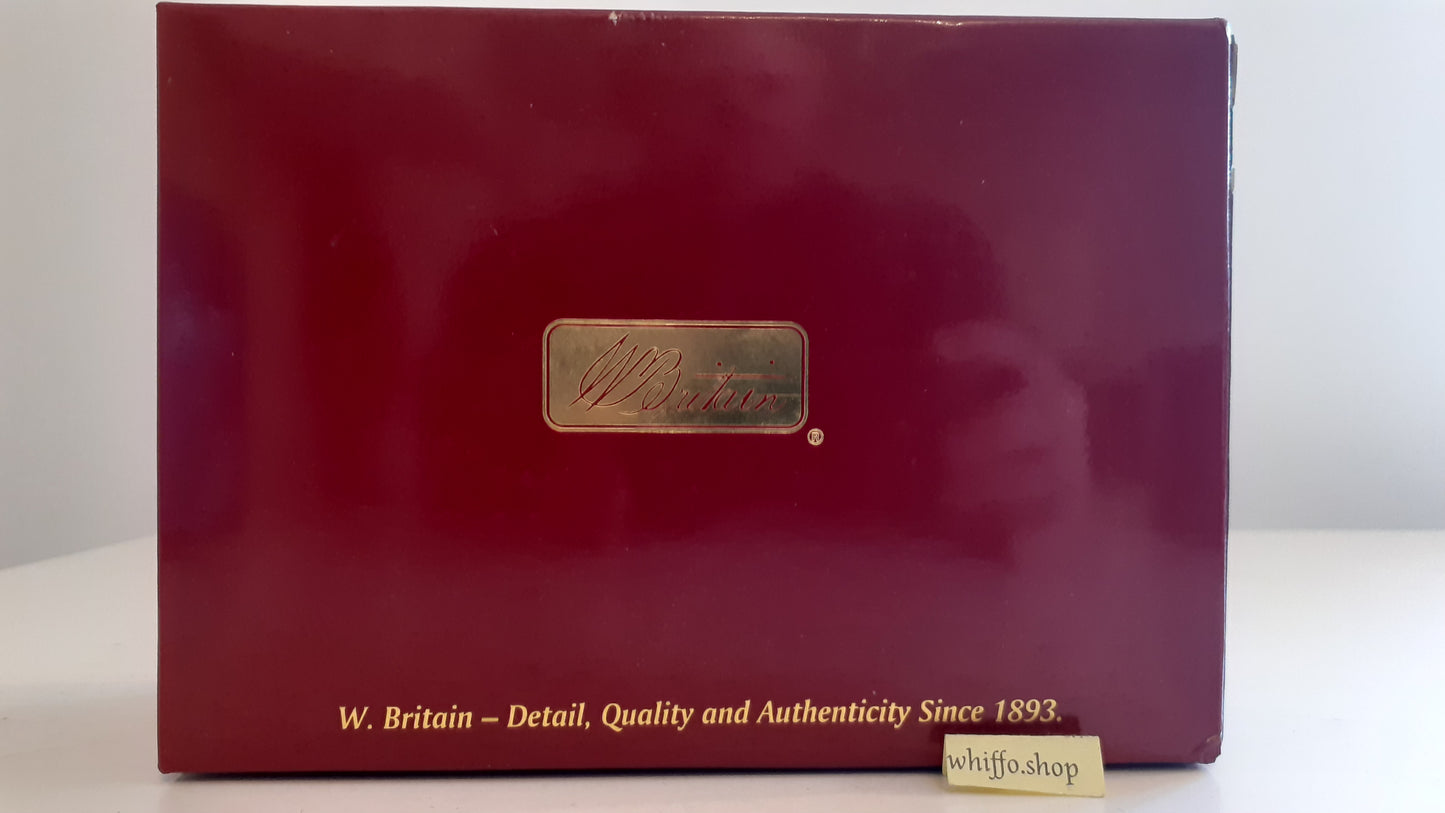 W Britain
®
W. Britain – Detail, Quality and Authenticity Since 1893.
whiffo.shop